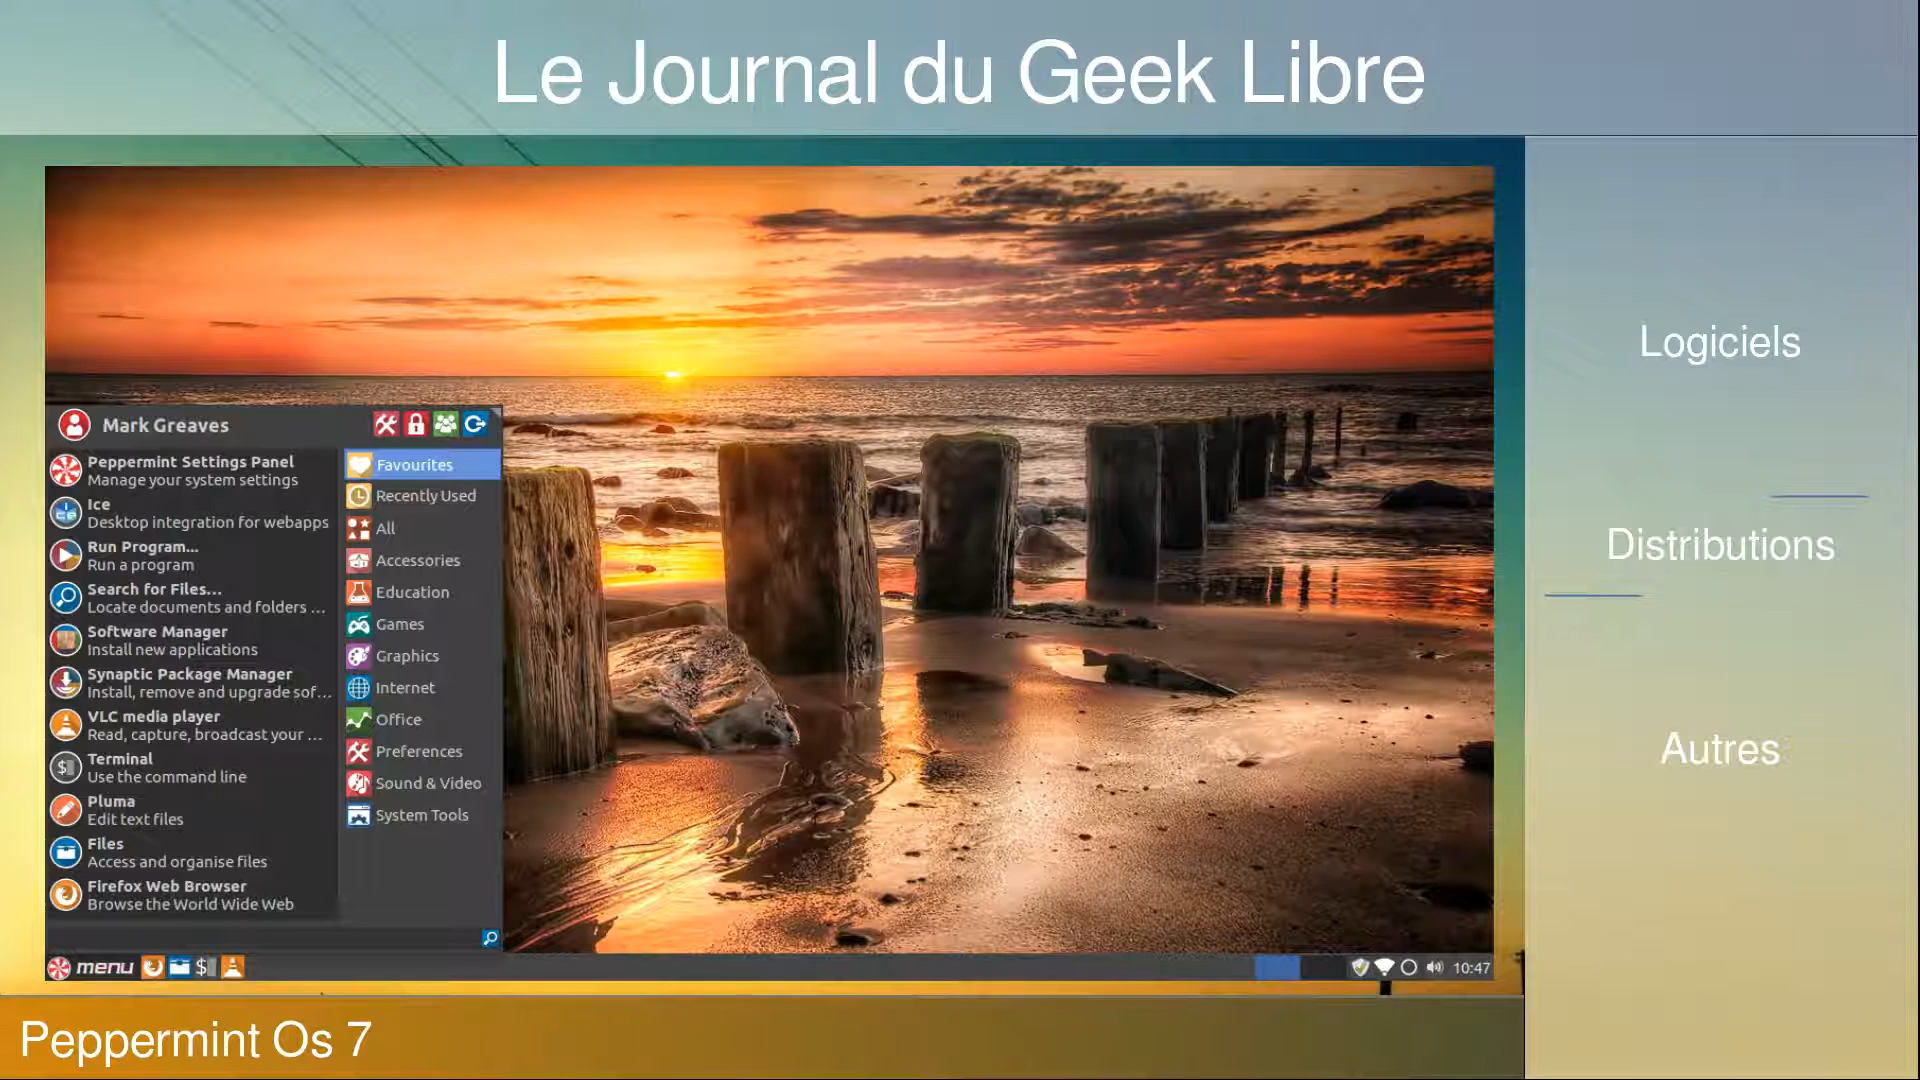 Le Journal du Geek Libre
Mark Greaves
Peppermint Settings Panel
Manage your system settings
Ice
Desktop integration for webapps
Run Program...
Run a program
Search for Files...
Locate documents and folders ...
Software Manager
Install new applications
Synaptic Package Manager
Install, remove and upgrade sof...
VLC media player
Read, capture, broadcast your ...
Terminal
Use the command line
Pluma
Edit text files
Files
Access and organise files
Firefox Web Browser
Browse the World Wide Web
Favourites
Recently Used
All
Accessories
Education
Games
Graphics
Internet
Office
Preferences
Sound & Video
System Tools
menu
10:47
Logiciels
Distributions
Autres
Peppermint Os 7